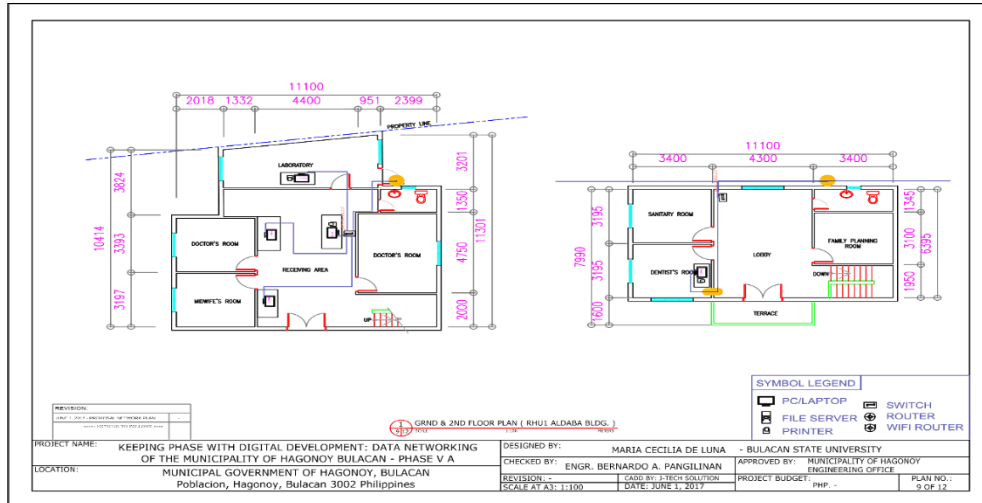 11100
2018 1332 4400 951 2399
PROPERTY LINE
LABORATORY
3824
3393
3197
10414
3201
1350
4750
2000
11301
DOCTOR'S ROOM
RECEIVING AREA
DOCTOR'S ROOM
MIDWIFE'S ROOM
UP
11100
3400 4300 3400
3195
3195
1600
7990
1345
3100
1950
6395
SANITARY ROOM
FAMILY PLANNING
ROOM
LOBBY
DENTIST'S ROOM
DOWN
TERRACE
SYMBOL LEGEND
PC/LAPTOP
FILE SERVER
PRINTER
SWITCH
ROUTER
WIFI ROUTER
REVISION:
1
GRND & 2ND FLOOR PLAN ( RHU1 ALDABA BLDG. )
PROJECT NAME:
KEEPING PHASE WITH DIGITAL DEVELOPMENT: DATA NETWORKING
OF THE MUNICIPALITY OF HAGONOY BULACAN - PHASE V A
LOCATION:
MUNICIPAL GOVERNMENT OF HAGONOY, BULACAN
Poblacion, Hagonoy, Bulacan 3002 Philippines
DESIGNED BY: MARIA CECILIA DE LUNA - BULACAN STATE UNIVERSITY
CHECKED BY: ENGR. BERNARDO A. PANGILINAN
APPROVED BY: MUNICIPALITY OF HAGONOY
ENGINEERING OFFICE
REVISION: -
CADD BY: J-TECH SOLUTION
SCALE AT A3: 1:100
DATE: JUNE 1, 2017
PROJECT BUDGET:
PHP. -
PLAN NO.:
9 OF 12